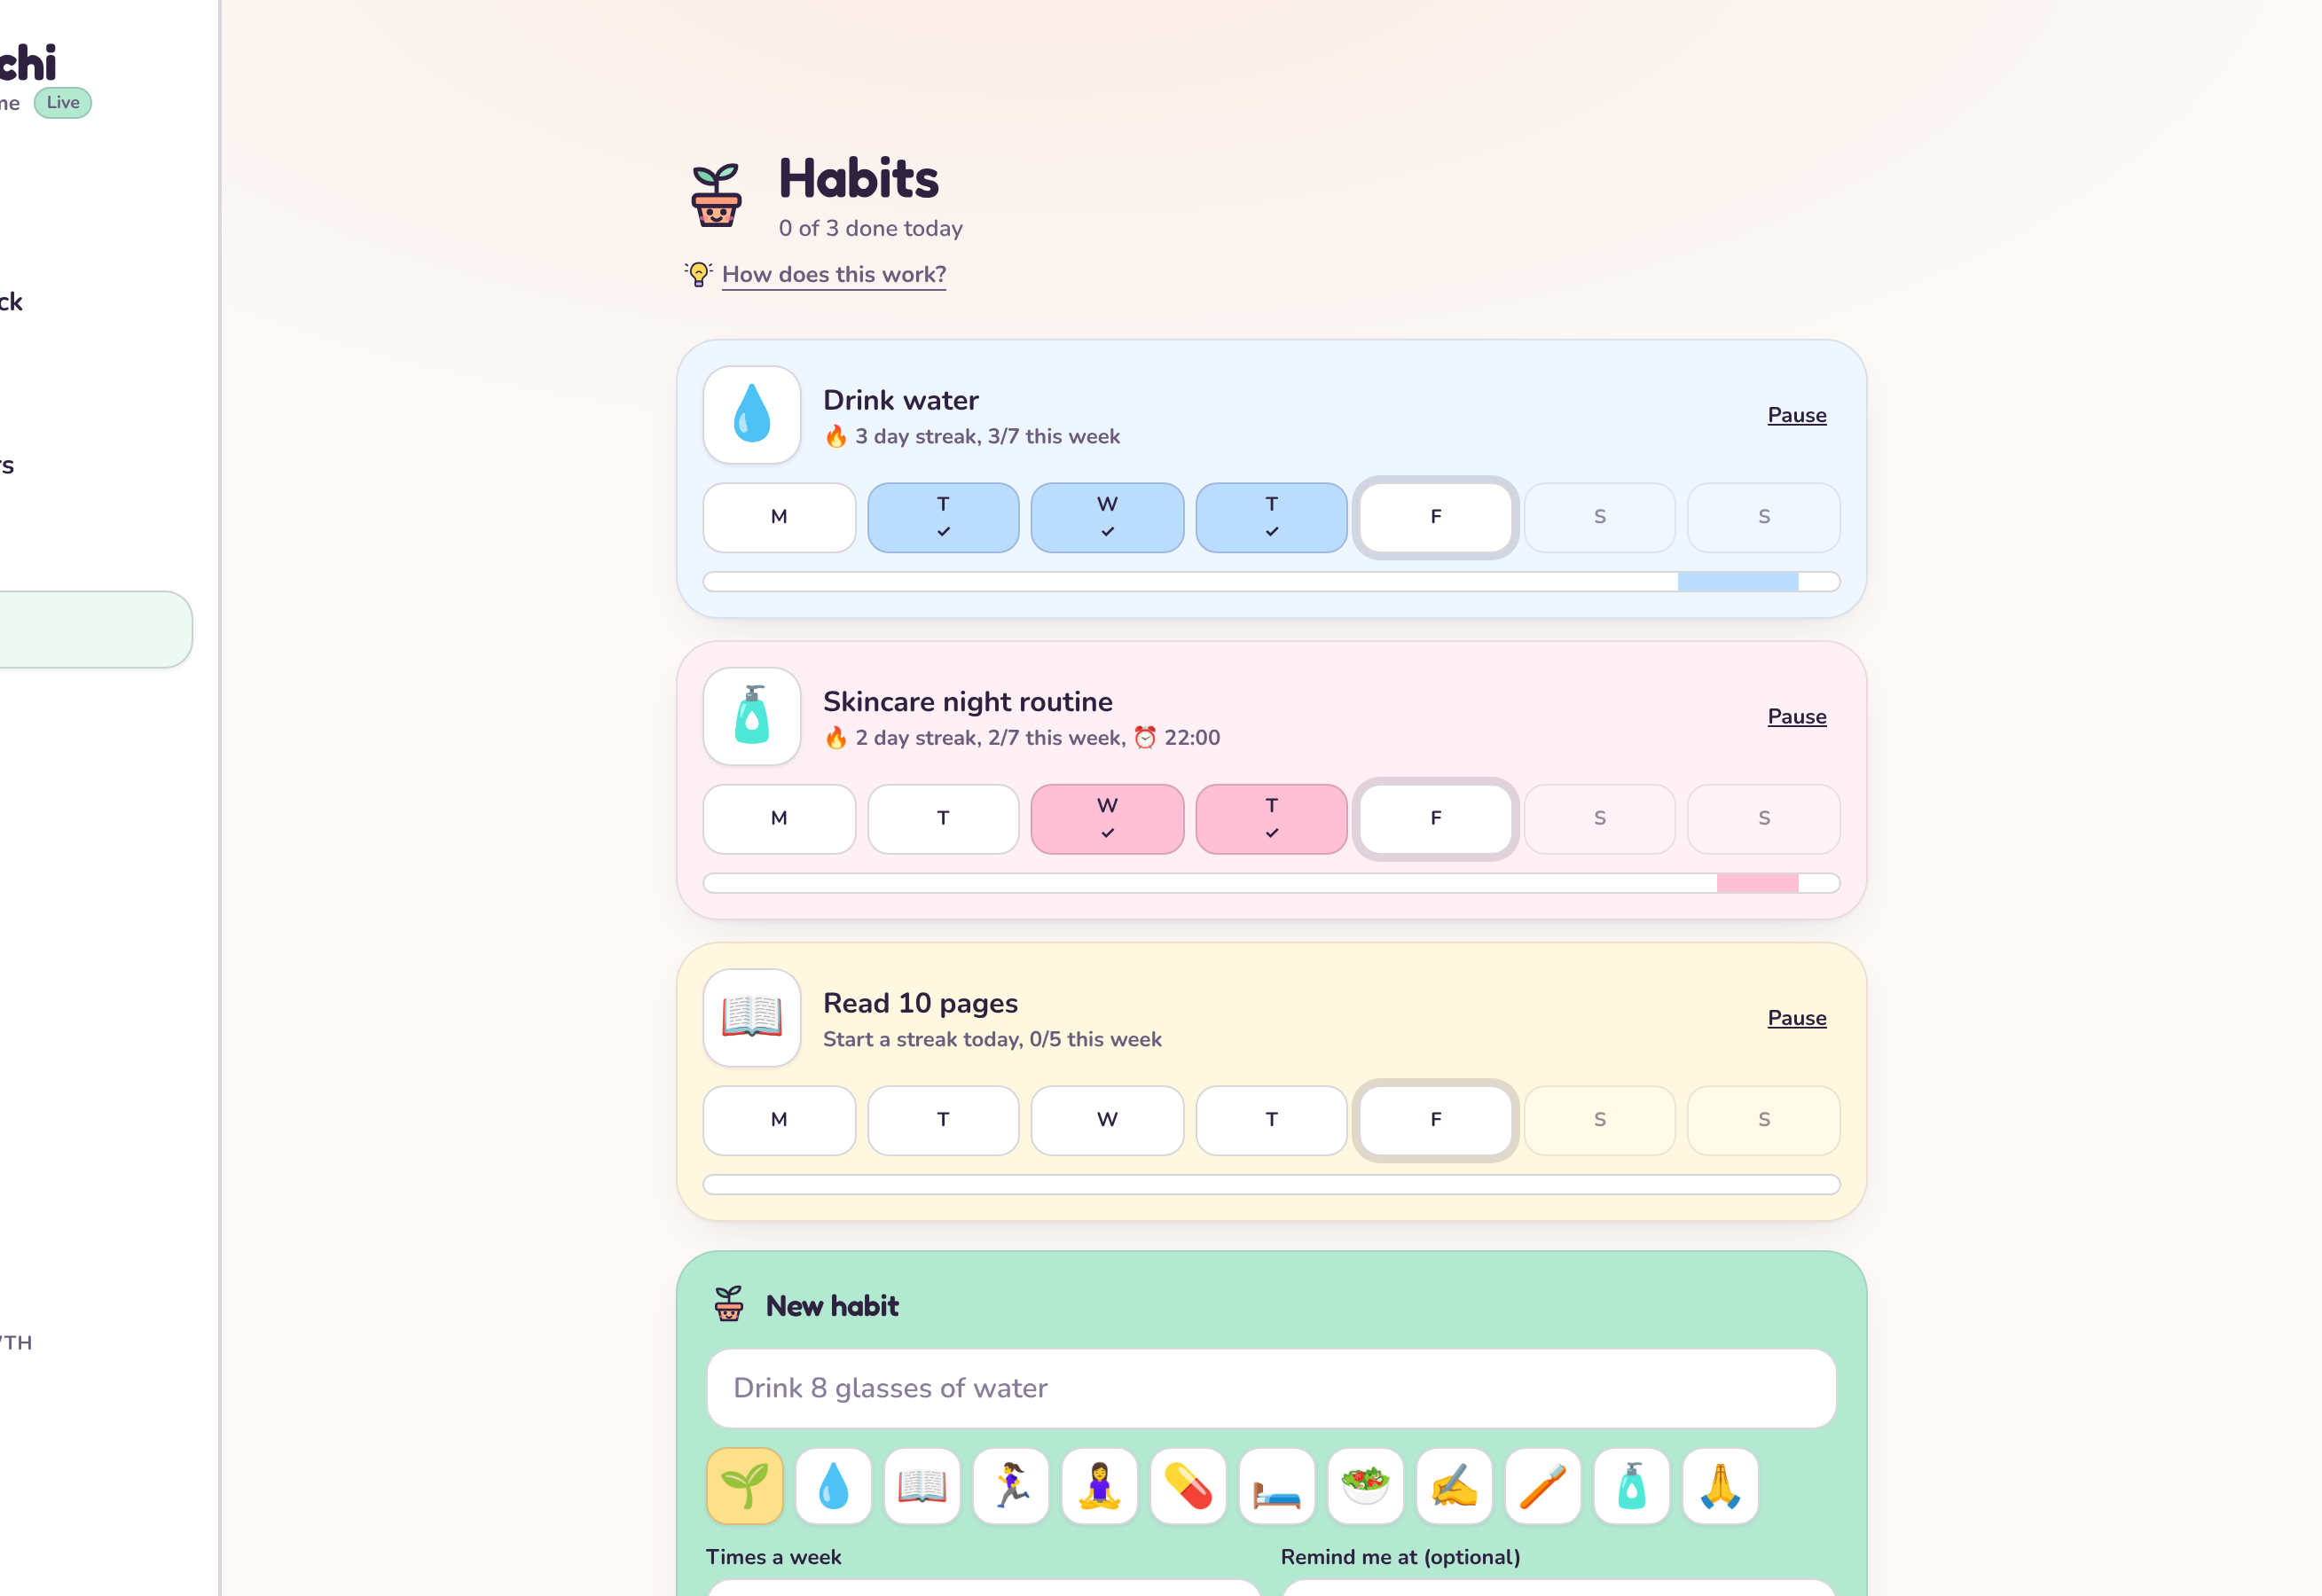 chi
me Live
ck
rs
WTH
Habits
0 of 3 done today
How does this work?
Drink water
🔥 3 day streak, 3/7 this week
Pause
M T W T F S S
Skincare night routine
🔥 2 day streak, 2/7 this week, ⏰ 22:00
Pause
M T W T F S S
Read 10 pages
Start a streak today, 0/5 this week
Pause
M T W T F S S
New habit
Drink 8 glasses of water
Times a week
Remind me at (optional)